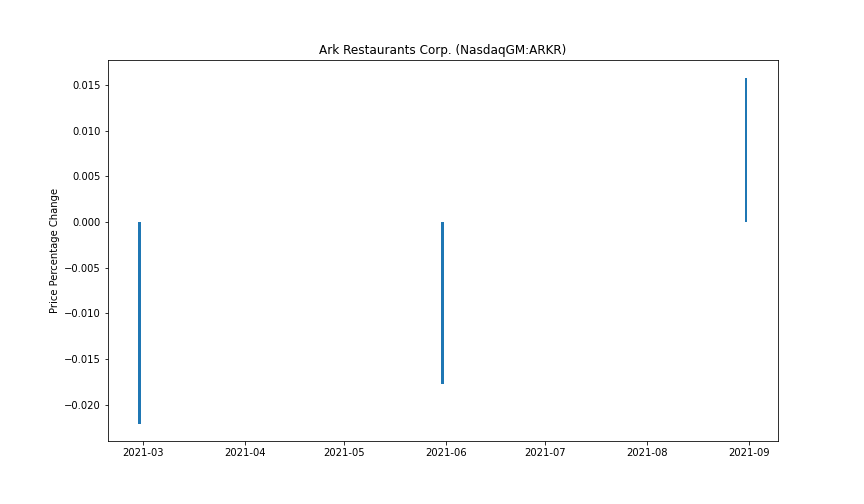 Ark Restaurants Corp. (NasdaqGM:ARKR)
Price Percentage Change
0.015
0.010
0.005
0.000
−0.005
−0.010
−0.015
−0.020
2021-03 2021-04 2021-05 2021-06 2021-07 2021-08 2021-09